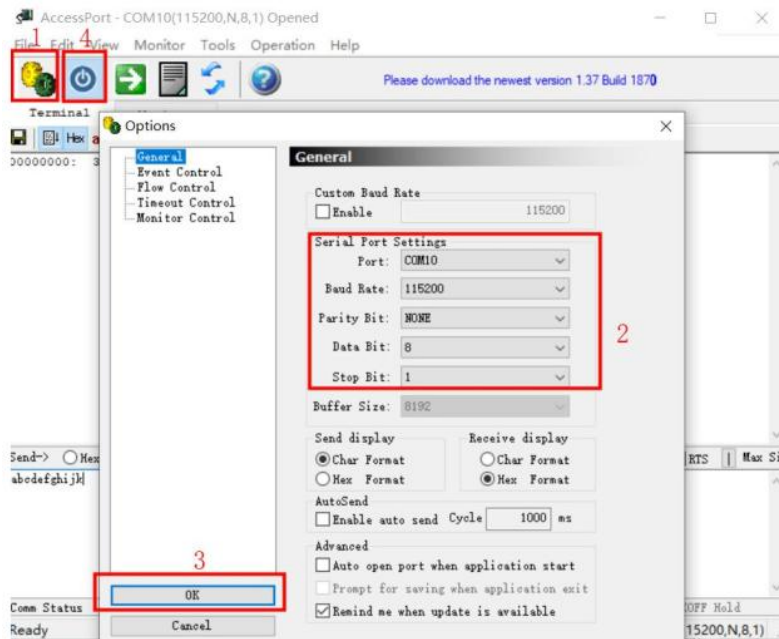 AccessPort - COM10(115200,N,8,1) Opened
1 4
File Edit View Monitor Tools Operation Help
Please download the newest version 1.37 Build 1870
Terminal
Options
Hex
00000000: 3
General
Event Control
Flow Control
Timeout Control
Monitor Control
General
Custom Baud Rate
Enable 115200
Serial Port Settings
Port: COM10
Baud Rate: 115200
Parity Bit: NONE
2
Data Bit: 8
Stop Bit: 1
Buffer Size: 8192
Send display Receive display
Char Format Char Format
Hex Format Hex Format
Send-> Hex
RTS Max Si
abcdefghijk
AutoSend
Enable auto send Cycle 1000 ms
Advanced
Auto open port when application start
Prompt for saving when application exit
Remind me when update is available
3
OK
Cancel
Comm Status
XOFF Hold
Ready
15200,N,8,1)